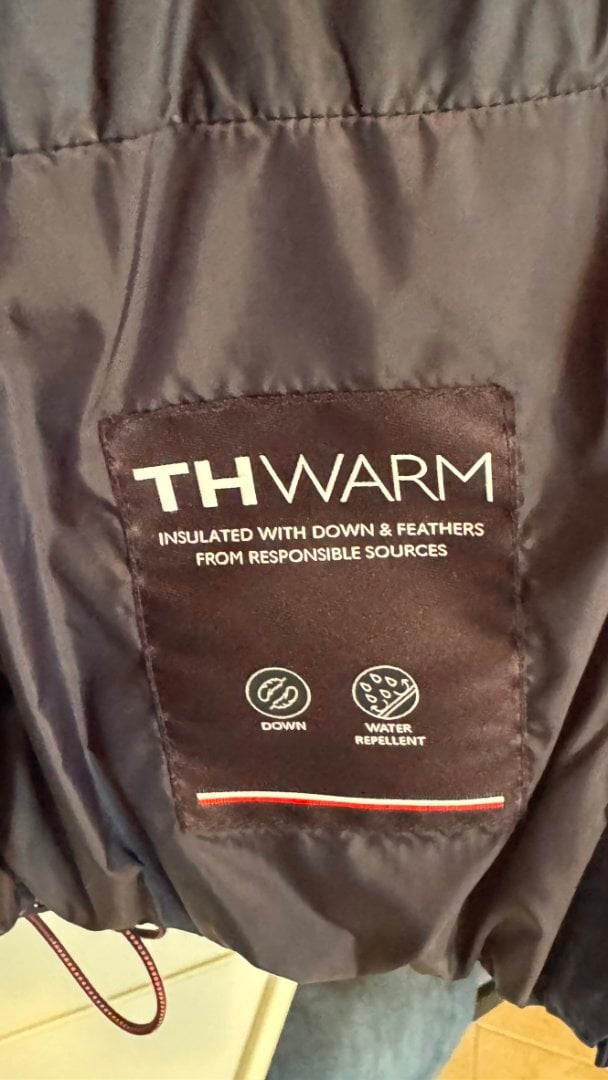 THWARM
INSULATED WITH DOWN & FEATHERS
FROM RESPONSIBLE SOURCES
DOWN
WATER
REPELLENT